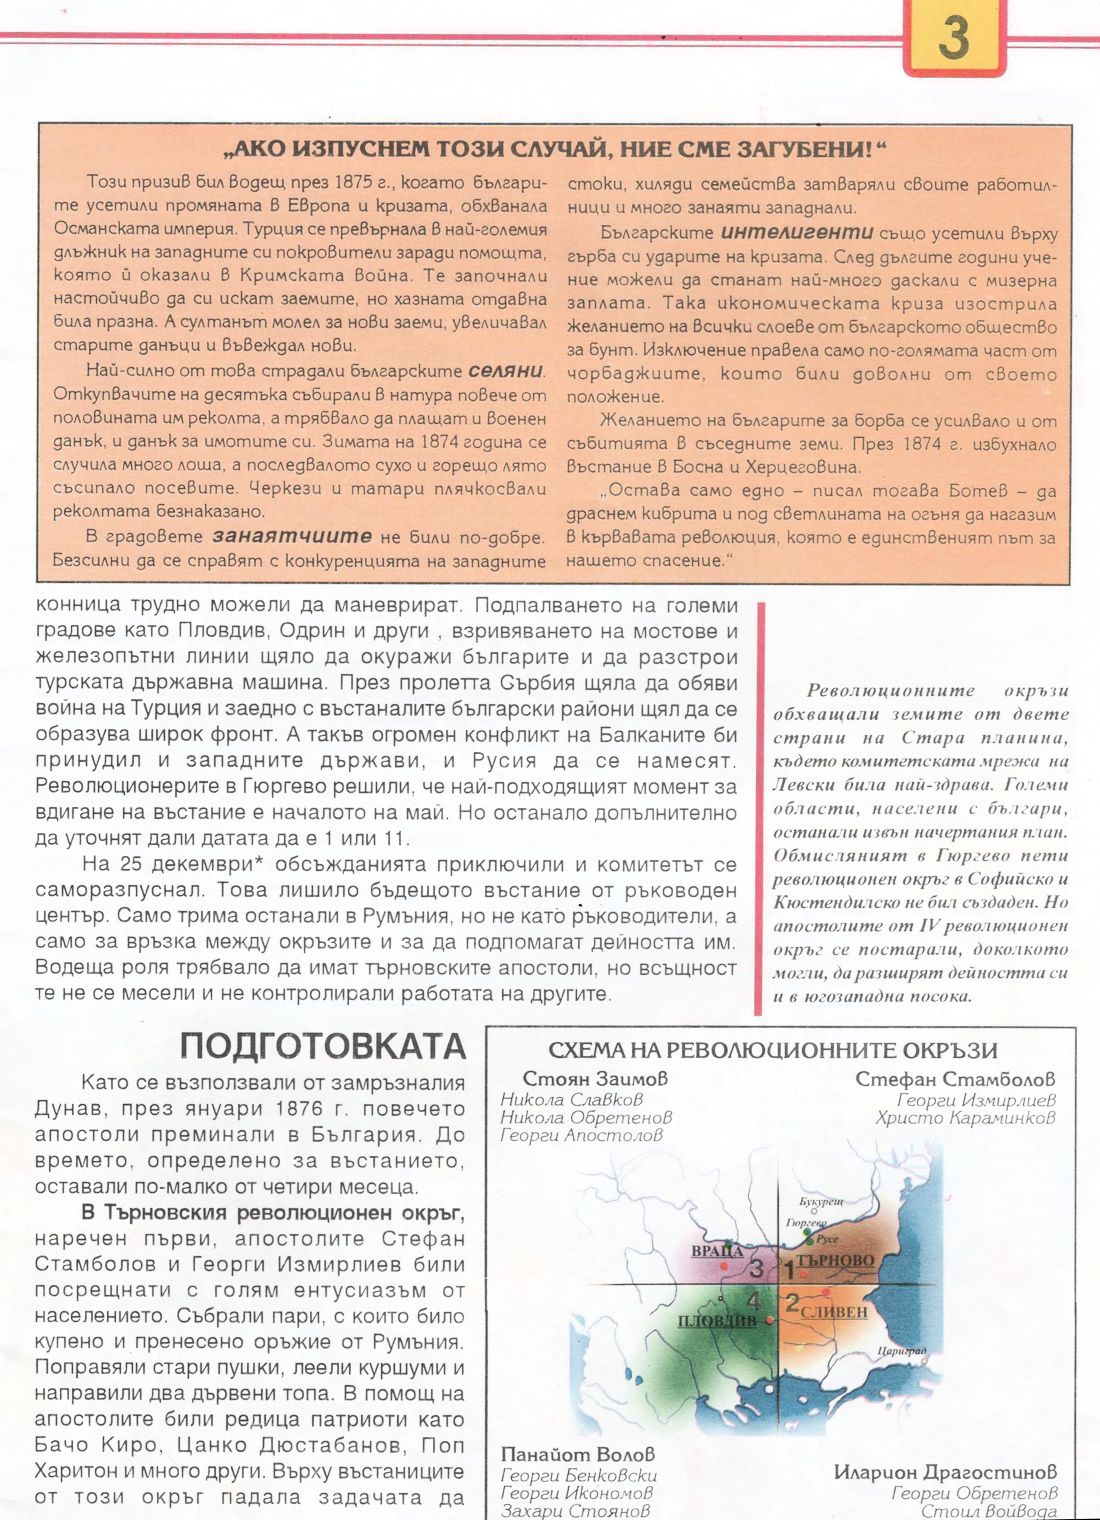 3
„АКО ИЗПУСНЕМ ТОЗИ СЛУЧАЙ, НИЕ СМЕ ЗАГУБЕНИ!“
Този призив бил водещ през 1875 г., когато българи-
те усетили промяната в Европа и кризата, обхванала
Османската империя. Турция се превърнала в най-големия
длъжник на западните си покровители заради помощта,
която й оказали в Кримската война. Те започнали
настойчиво да си искат заемите, но хазната отдавна
била празна. А султанът молел за нови заеми, увеличавал
старите данъци и въвеждал нови.
Най-силно от това страдали българските селяни.
Откупвачите на десятъка събирали в натура повече от
половината им реколта, а трябвало да плащат и военен
данък, и данък за имотите си. Зимата на 1874 година се
случила много лоша, а последвалото сухо и горещо лято
съсипало посевите. Черкези и татари плячкосвали
реколтата безнаказано.
В градовете занаятчиите не били по-добре.
Безсилни да се справят с конкуренцията на западните
стоки, хиляди семейства затваряли своите работил-
ници и много занаяти западнали.
Българските интелигенти също усетили върху
гърба си ударите на кризата. След дългите години уче-
ние можели да станат най-много даскали с мизерна
заплата. Така икономическата криза изострила
желанието на всички слоеве от българското общество
за бунт. Изключение правела само по-голямата част от
чорбаджиите, които били доволни от своето
положение.
Желанието на българите за борба се усилвало и от
събитията в съседните земи. През 1874 г. избухнало
въстание в Босна и Херцеговина.
„Остава само едно – писал тогава Ботев – да
драснем кибрита и под светлината на огъня да нагазим
в кървавата революция, която е единственият път за
нашето спасение.“
конница трудно можели да маневрират. Подпалването на големи
градове като Пловдив, Одрин и други , взривяването на мостове и
железопътни линии щяло да окуражи българите и да разстрои
турската държавна машина. През пролетта Сърбия щяла да обяви
война на Турция и заедно с въстаналите български райони щял да се
образува широк фронт. А такъв огромен конфликт на Балканите би
принудил и западните държави, и Русия да се намесят.
Революционерите в Гюргево решили, че най-подходящият момент за
вдигане на въстание е началото на май. Но останало допълнително
да уточнят дали датата да е 1 или 11.
На 25 декември* обсъжданията приключили и комитетът се
саморазпуснал. Това лишило бъдещото въстание от ръководен
център. Само трима останали в Румъния, но не като ръководители, а
само за връзка между окръзите и за да подпомагат дейността им.
Водеща роля трябвало да имат търновските апостоли, но всъщност
те не се месели и не контролирали работата на другите.
Революционните окръзи
обхващали земите от двете
страни на Стара планина,
където комитетската мрежа на
Левски била най-здрава. Големи
области, населени с българи,
останали извън начертания план.
Обмисляният в Гюргево пети
революционен окръг в Софийско и
Кюстендилско не бил създаден. Но
апостолите от IV революционен
окръг се постарали, доколкото
могли, да разширят дейността си
и в югозападна посока.
ПОДГОТОВКАТА
Като се възползвали от замръзналия
Дунав, през януари 1876 г. повечето
апостоли преминали в България. До
времето, определено за въстанието,
оставали по-малко от четири месеца.
В Търновския революционен окръг,
наречен първи, апостолите Стефан
Стамболов и Георги Измирлиев били
посрещнати с голям ентусиазъм от
населението. Събрали пари, с които било
купено и пренесено оръжие от Румъния.
Поправяли стари пушки, леели куршуми и
направили два дървени топа. В помощ на
апостолите били редица патриоти като
Бачо Киро, Цанко Дюстабанов, Поп
Харитон и много други. Върху въстаниците
от този окръг падала задачата да
СХЕМА НА РЕВОЛЮЦИОННИТЕ ОКРЪЗИ
Стоян Заимов
Никола Славков
Никола Обретенов
Георги Апостолов
Стефан Стамболов
Георги Измирлиев
Христо Караминков
Букурещ
Гюргево
Русе
ВРАЦА
3
1
ТЪРНОВО
4
2
ПЛОВДИВ
СЛИВЕН
Цариград
Панайот Волов
Георги Бенковски
Георги Икономов
Захари Стоянов
Иларион Драгостинов
Георги Обретенов
Стоил войвода